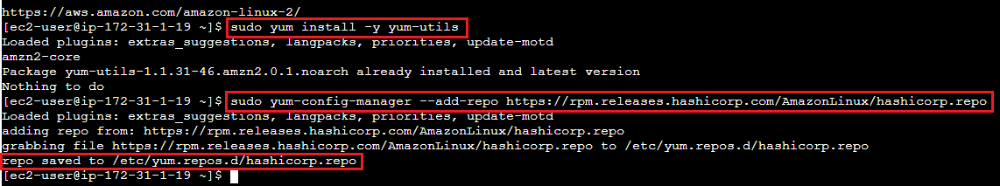 https://aws.amazon.com/amazon-linux-2/
[ec2-user@ip-172-31-1-19 ~]$ sudo yum install -y yum-utils
Loaded plugins: extras_suggestions, langpacks, priorities, update-motd
amzn2-core
Package yum-utils-1.1.31-46.amzn2.0.1.noarch already installed and latest version
Nothing to do
[ec2-user@ip-172-31-1-19 ~]$ sudo yum-config-manager --add-repo https://rpm.releases.hashicorp.com/AmazonLinux/hashicorp.repo
Loaded plugins: extras_suggestions, langpacks, priorities, update-motd
adding repo from: https://rpm.releases.hashicorp.com/AmazonLinux/hashicorp.repo
grabbing file https://rpm.releases.hashicorp.com/AmazonLinux/hashicorp.repo to /etc/yum.repos.d/hashicorp.repo
repo saved to /etc/yum.repos.d/hashicorp.repo
[ec2-user@ip-172-31-1-19 ~]$